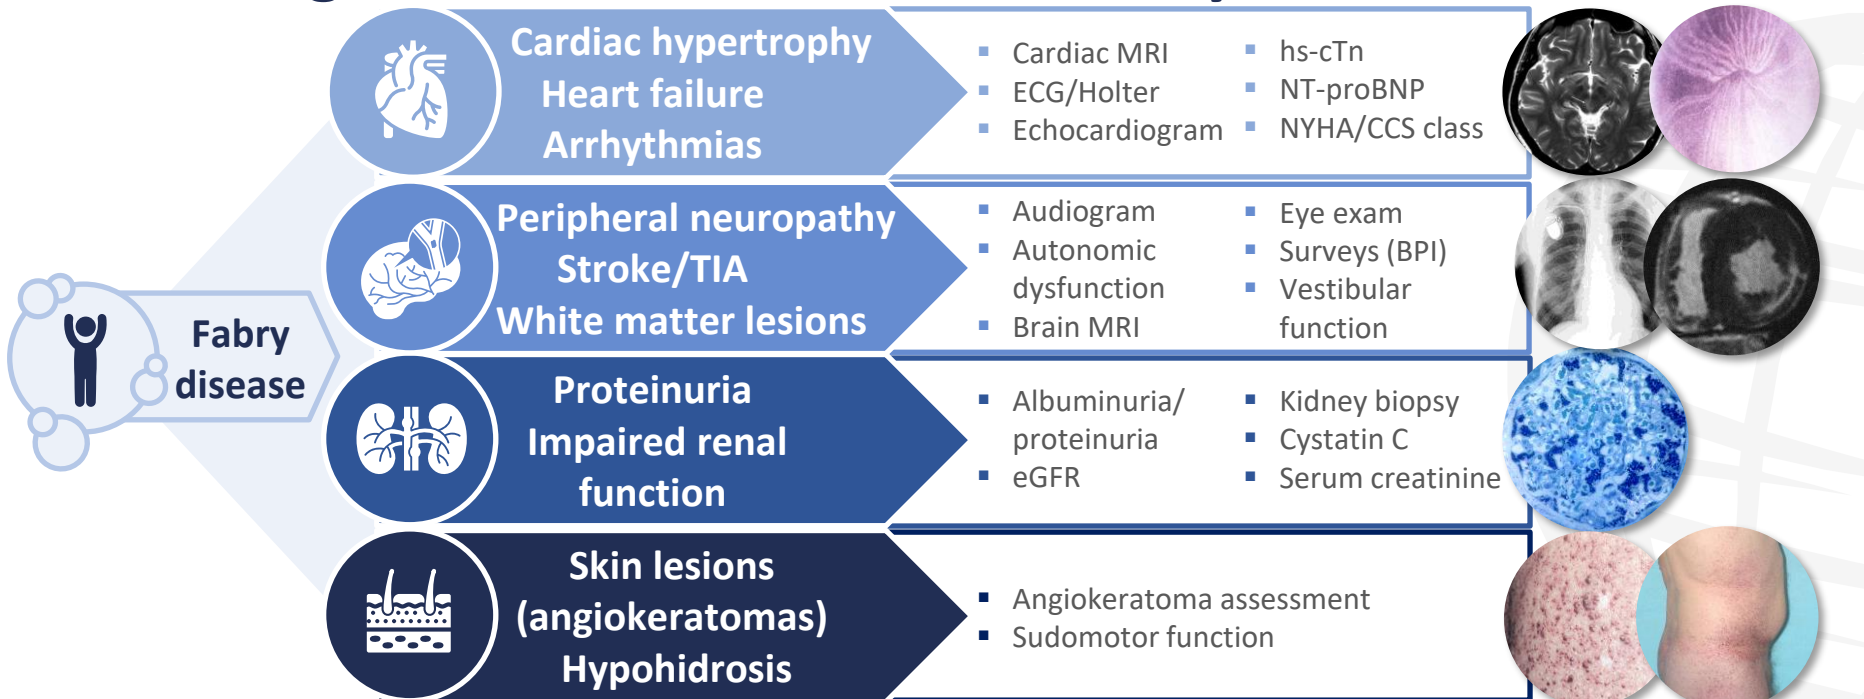 Fabry
disease
Cardiac hypertrophy
Heart failure
Arrhythmias
▪ Cardiac MRI
▪ ECG/Holter
▪ Echocardiogram
▪ hs-cTn
▪ NT-proBNP
▪ NYHA/CCS class
Peripheral neuropathy
Stroke/TIA
White matter lesions
▪ Audiogram
▪ Autonomic
dysfunction
▪ Brain MRI
▪ Eye exam
▪ Surveys (BPI)
▪ Vestibular
function
Proteinuria
Impaired renal
function
▪ Albuminuria/
proteinuria
▪ eGFR
▪ Kidney biopsy
▪ Cystatin C
▪ Serum creatinine
Skin lesions
(angiokeratomas)
Hypohidrosis
▪ Angiokeratoma assessment
▪ Sudomotor function